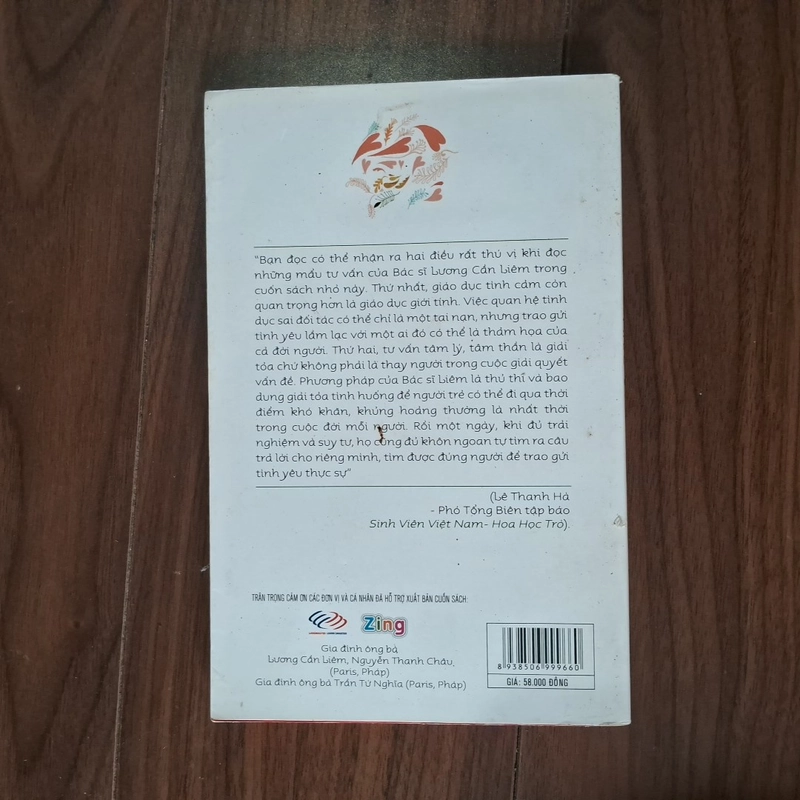 "Bạn đọc có thể nhận ra hai điều rất thú vị khi đọc
những mẩu tư vấn của Bác sĩ Lương Cần Liêm trong
cuốn sách nhỏ này. Thứ nhất, giáo dục tình cảm còn
quan trọng hơn là giáo dục giới tính. Việc quan hệ tình
dục sai đối tác có thể chỉ là một tai nạn, nhưng trao gửi
tình yêu lầm lạc với một ai đó có thể là thảm họa của
cả đời người. Thứ hai, tư vấn tâm lý, tâm thần là giải
tỏa chứ không phải là thay người trong cuộc giải quyết
vấn đề. Phương pháp của Bác sĩ Liêm là thủ thỉ và bao
dung giải tỏa tình huống để người trẻ có thể đi qua thời
điểm khó khăn, khủng hoảng thường là nhất thời
trong cuộc đời mỗi người. Rồi một ngày, khi đủ trải
nghiệm và suy tư, họ cũng đủ khôn ngoan tự tìm ra câu
trả lời cho riêng mình, tìm được đúng người để trao gửi
tình yêu thực sự"
(Lê Thanh Hà
- Phó Tổng Biên tập báo
Sinh Viên Việt Nam- Hoa Học Trò).
TRÂN TRỌNG CẢM ƠN CÁC ĐƠN VỊ VÀ CÁ NHÂN ĐÃ HỖ TRỢ XUẤT BẢN CUỐN SÁCH:
Zing
Gia đình ông bà
Lương Cần Liêm, Nguyễn Thanh Châu,
(Paris, Pháp)
Gia đình ông bà Trần Tứ Nghĩa (Paris, Pháp)
8 938506 999660
GIÁ: 58.000 ĐỒNG